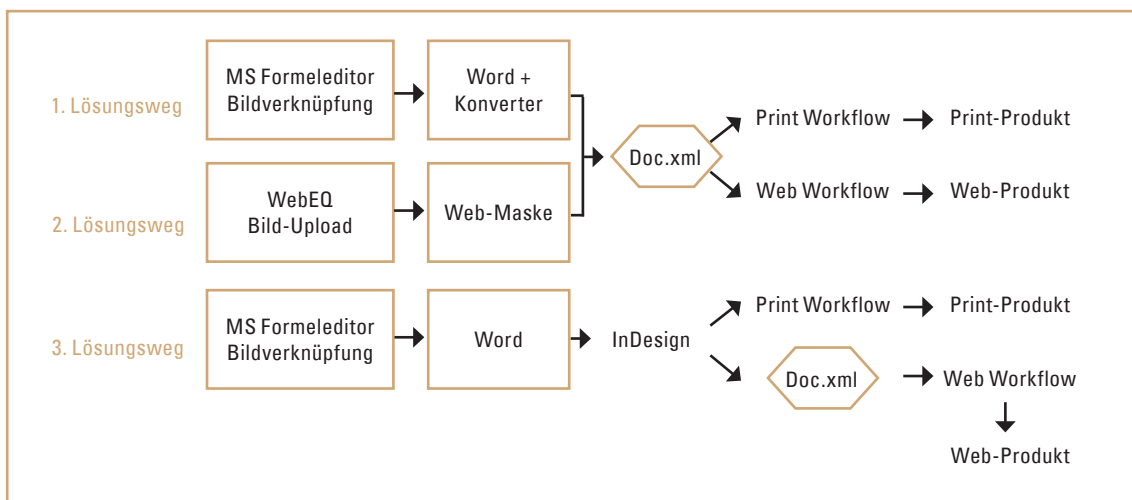 1. Lösungsweg
MS Formeleditor
Bildverknüpfung
Word +
Konverter
2. Lösungsweg
WebEQ
Bild-Upload
Web-Maske
Doc.xml
Print Workflow
Print-Produkt
Web Workflow
Web-Produkt
3. Lösungsweg
MS Formeleditor
Bildverknüpfung
Word
InDesign
Print Workflow
Print-Produkt
Doc.xml
Web Workflow
Web-Produkt